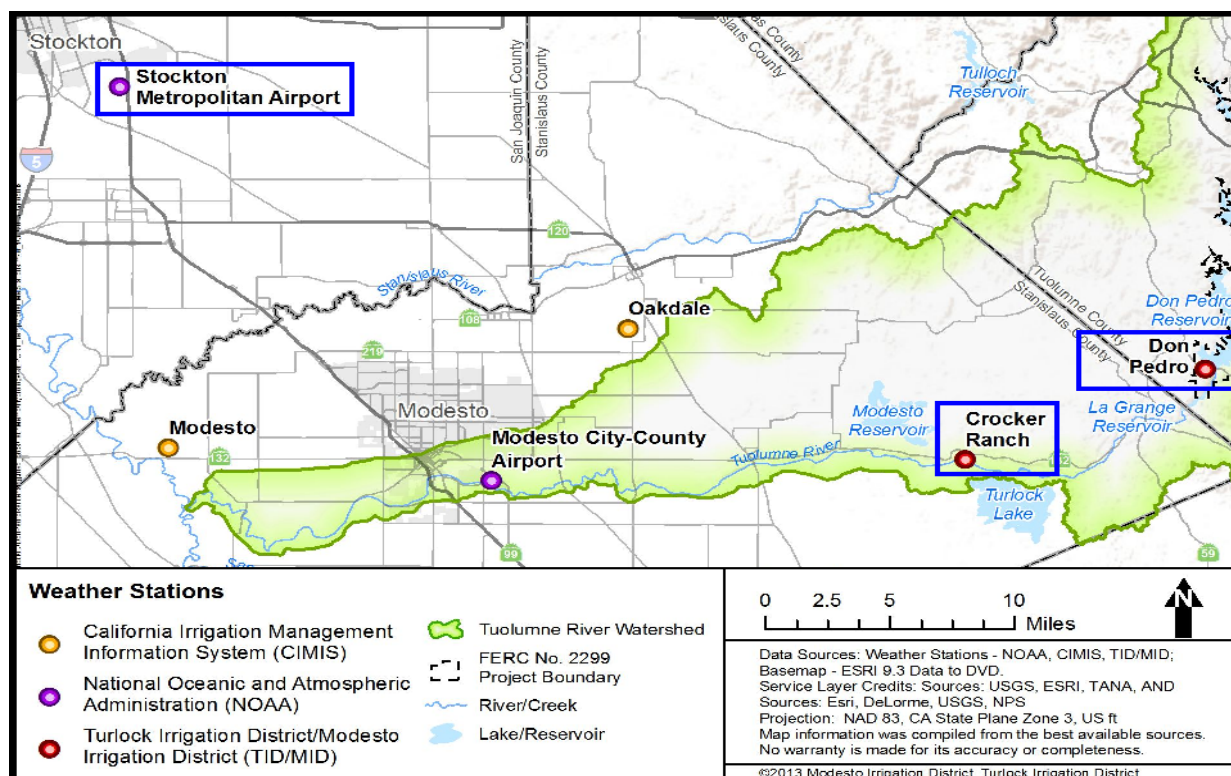 Stockton
Stockton
Metropolitan Airport
5
San Joaquin County
Stanislaus County
Stanislaus County
Tulloch
Reservoir
120
Stanislaus River
108
Oakdale
Tuolumne County
Stanislaus County
Don Pedro
Reservoir
Don
Pedro
219
Modesto
Modesto
132
Modesto City-County
Airport
Tuolumne River
Modesto
Reservoir
Crocker
Ranch
La Grange
Reservoir
Turlock
Lake
99
59
Weather Stations
California Irrigation Management
Information System (CIMIS)
National Oceanic and Atmospheric
Administration (NOAA)
Turlock Irrigation District/Modesto
Irrigation District (TID/MID)
Tuolumne River Watershed
FERC No. 2299
Project Boundary
River/Creek
Lake/Reservoir
0 2.5 5 10
Miles
N
Data Sources: Weather Stations - NOAA, CIMIS, TID/MID;
Basemap - ESRI 9.3 Data to DVD.
Service Layer Credits: Sources: USGS, ESRI, TANA, AND
Sources: Esri, DeLorme, USGS, NPS
Projection: NAD 83, CA State Plane Zone 3, US ft
Map information was compiled from the best available sources.
No warranty is made for its accuracy or completeness.
©2013 Modesto Irrigation District, Turlock Irrigation District